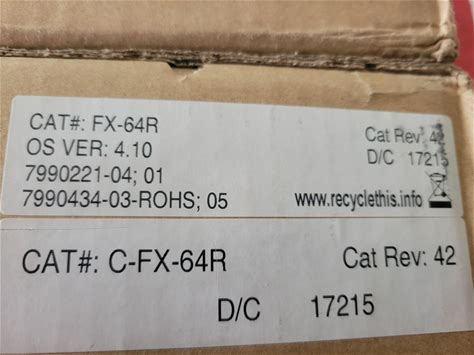 CAT#: FX-64R
Cat Rev: 42
OS VER: 4.10
D/C 17215
7990221-04; 01
7990434-03-ROHS; 05
www.recyclethis.info
CAT#: C-FX-64R
Cat Rev: 42
D/C 17215